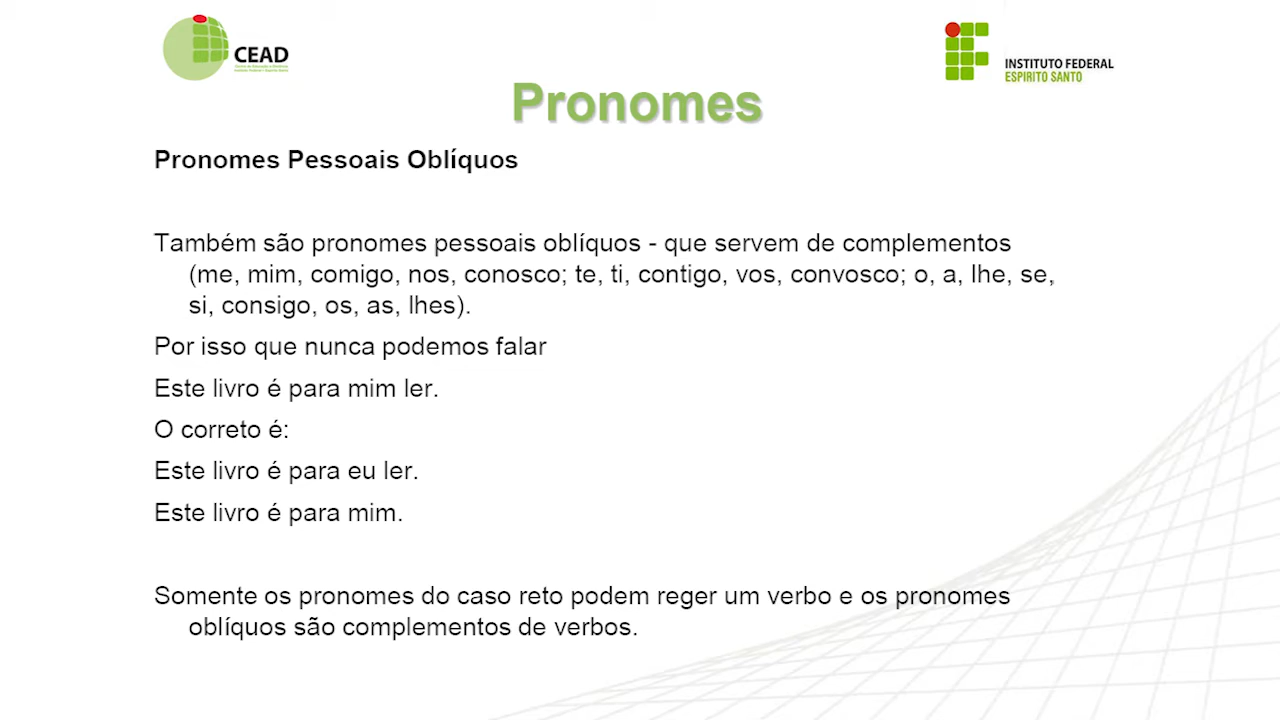 CEAD
INSTITUTO FEDERAL
ESPÍRITO SANTO
Pronomes
Pronomes Pessoais Oblíquos
Também são pronomes pessoais oblíquos - que servem de complementos
(me, mim, comigo, nos, conosco; te, ti, contigo, vos, convosco; o, a, lhe, se,
si, consigo, os, as, lhes).
Por isso que nunca podemos falar
Este livro é para mim ler.
O correto é:
Este livro é para eu ler.
Este livro é para mim.
Somente os pronomes do caso reto podem reger um verbo e os pronomes
oblíquos são complementos de verbos.